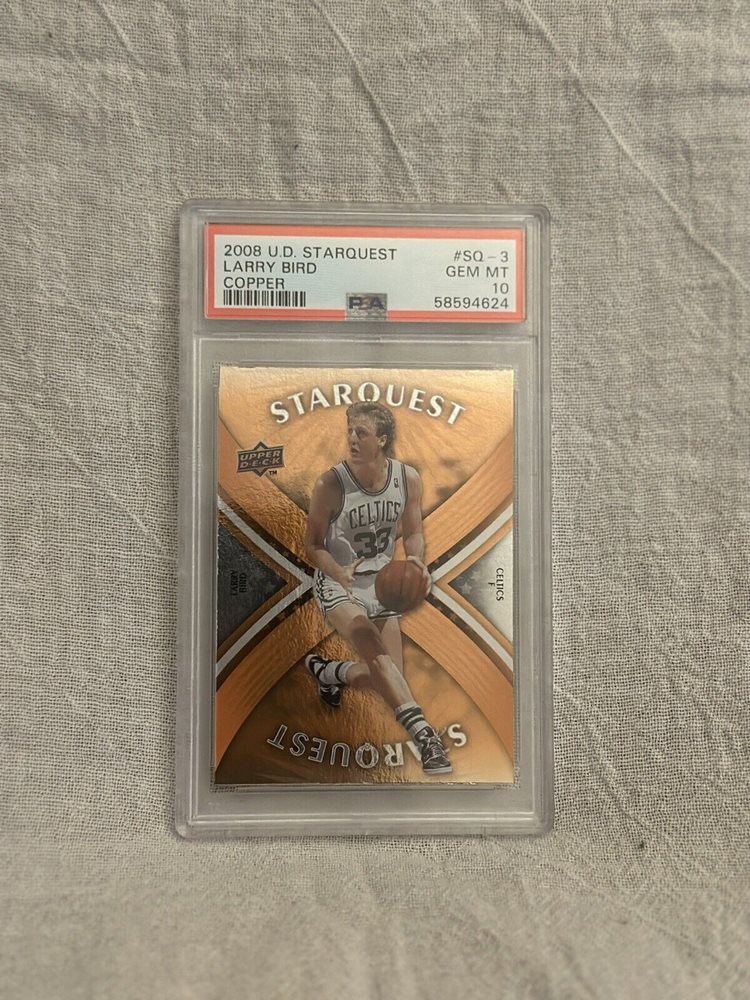 2008 U.D. STARQUEST #SQ-3
LARRY BIRD GEM MT
COPPER 10
PSA 58594624
STARQUEST
UPPER
DECK
TM
CELTICS
33
LARRY
BIRD
CELTICS
F
STARQUEST